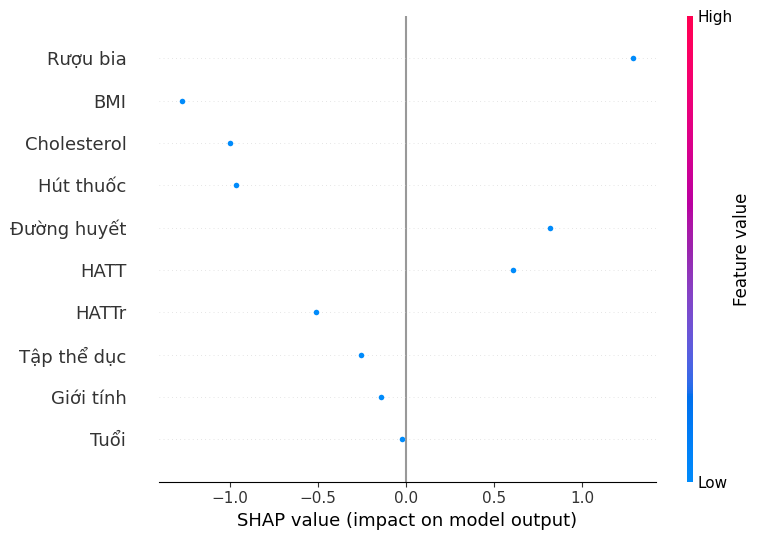 High
Rượu bia
BMI
Cholesterol
Hút thuốc
Đường huyết
HATT
HATTr
Tập thể dục
Giới tính
Tuổi
Feature value
Low
−1.0 −0.5 0.0 0.5 1.0
SHAP value (impact on model output)